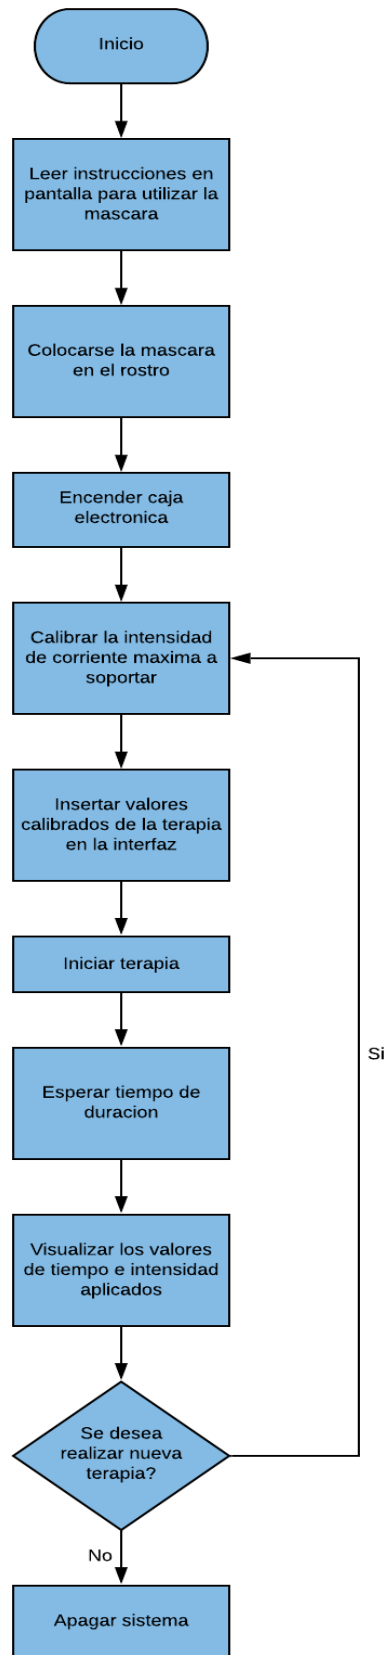 Inicio
Leer instrucciones en
pantalla para utilizar la
mascara
Colocarse la mascara
en el rostro
Encender caja
electronica
Calibrar la intensidad
de corriente maxima a
soportar
Insertar valores
calibrados de la terapia
en la interfaz
Iniciar terapia
Si
Esperar tiempo de
duracion
Visualizar los valores
de tiempo e intensidad
aplicados
Se desea
realizar nueva
terapia?
No
Apagar sistema